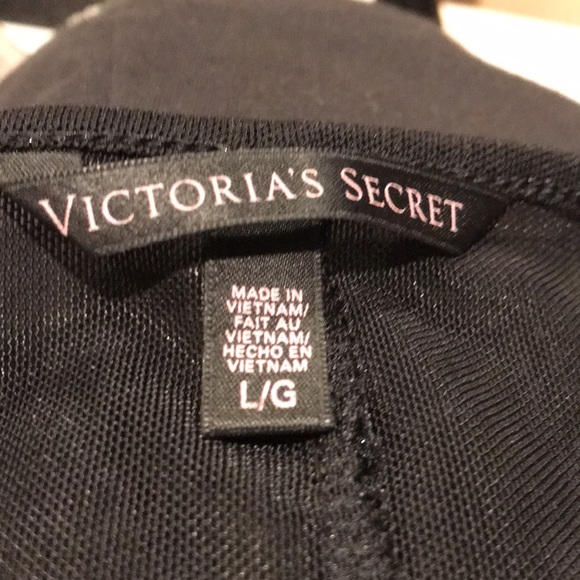 VICTORIA'S SECRET
MADE IN
VIETNAM/
FAIT AU
VIETNAM/
HECHO EN
VIETNAM
L/G